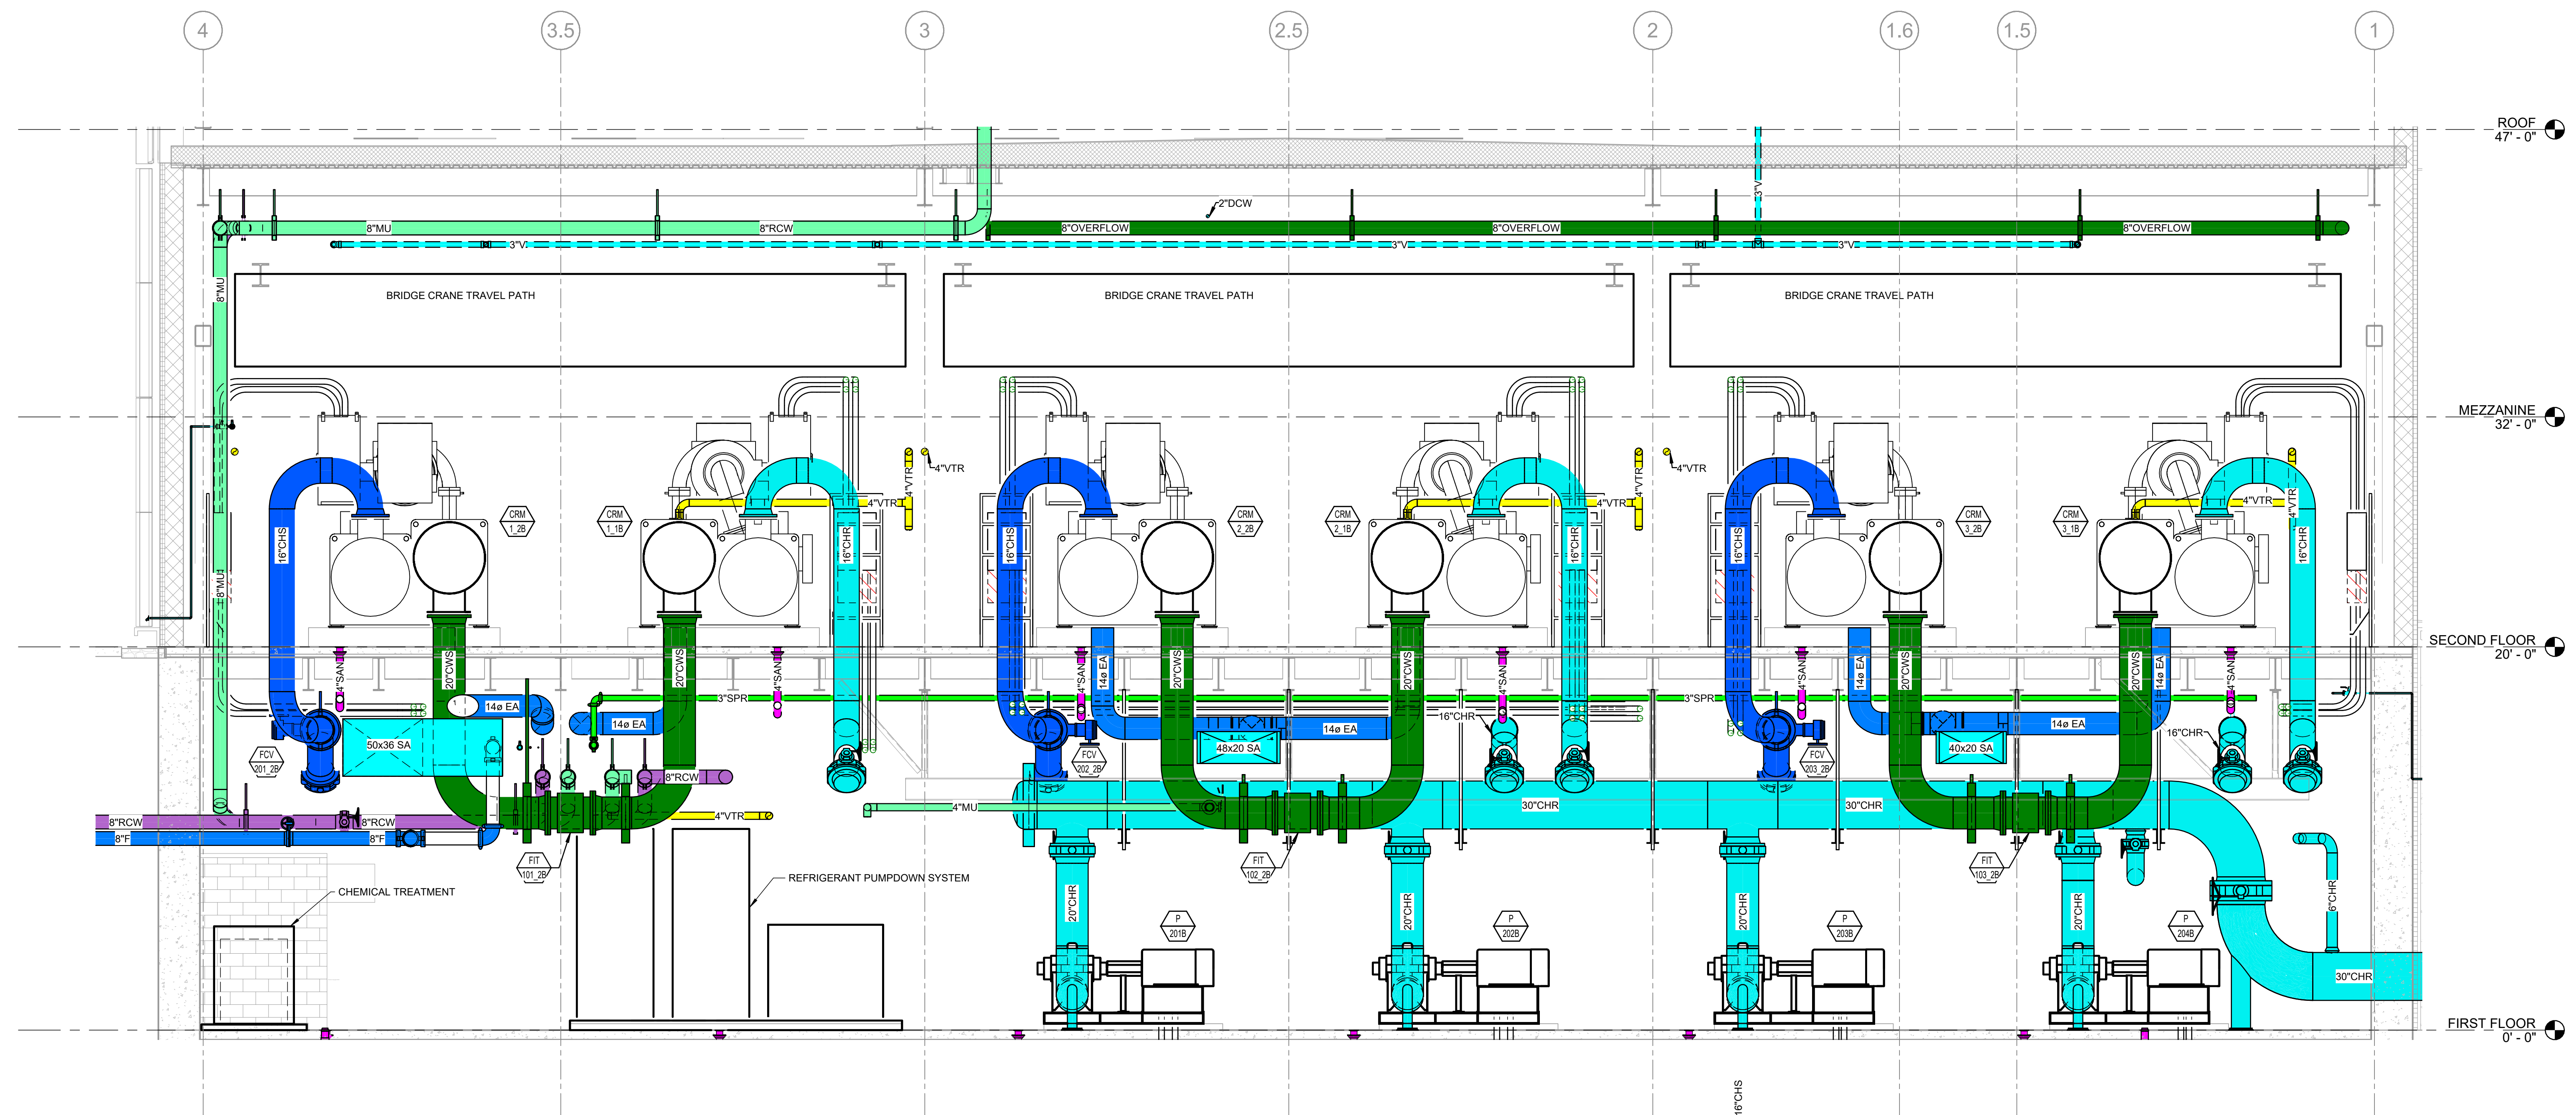 4
3.5
3
2.5
2
1.6
1.5
1
ROOF
47' - 0"
3"V
2"DCW
8"MU
8"RCW
8"OVERFLOW
8"OVERFLOW
8"OVERFLOW
3"V
3"V
3"V
8"MU
BRIDGE CRANE TRAVEL PATH
BRIDGE CRANE TRAVEL PATH
BRIDGE CRANE TRAVEL PATH
MEZZANINE
32' - 0"
4"VTR
4"VTR
4"VTR
4"VTR
4"VTR
4"VTR
4"VTR
4"VTR
CRM
1_2B
CRM
1_1B
CRM
2_2B
CRM
2_1B
CRM
3_2B
CRM
3_1B
16"CHS
16"CHR
16"CHS
16"CHR
16"CHS
16"CHR
8"MU
SECOND FLOOR
20' - 0"
4"SAN
20"CWS
20"CWS
4"SAN
4"SAN
14ø EA
20"CWS
20"CWS
4"SAN
4"SAN
14ø EA
20"CWS
20"CWS
14ø EA
4"SAN
3"SPR
3"SPR
14ø EA
14ø EA
14ø EA
14ø EA
16"CHR
16"CHR
50x36 SA
48x20 SA
40x20 SA
FCV
201_2B
FCV
202_2B
FCV
203_2B
8"RCW
4"VTR
4"MU
30"CHR
30"CHR
8"RCW
8"RCW
8"F
8"F
FIT
101_2B
FIT
102_2B
FIT
103_2B
CHEMICAL TREATMENT
REFRIGERANT PUMPDOWN SYSTEM
20"CHR
20"CHR
20"CHR
20"CHR
6"CHR
P
201B
P
202B
P
203B
P
204B
30"CHR
FIRST FLOOR
0' - 0"
16"CHS